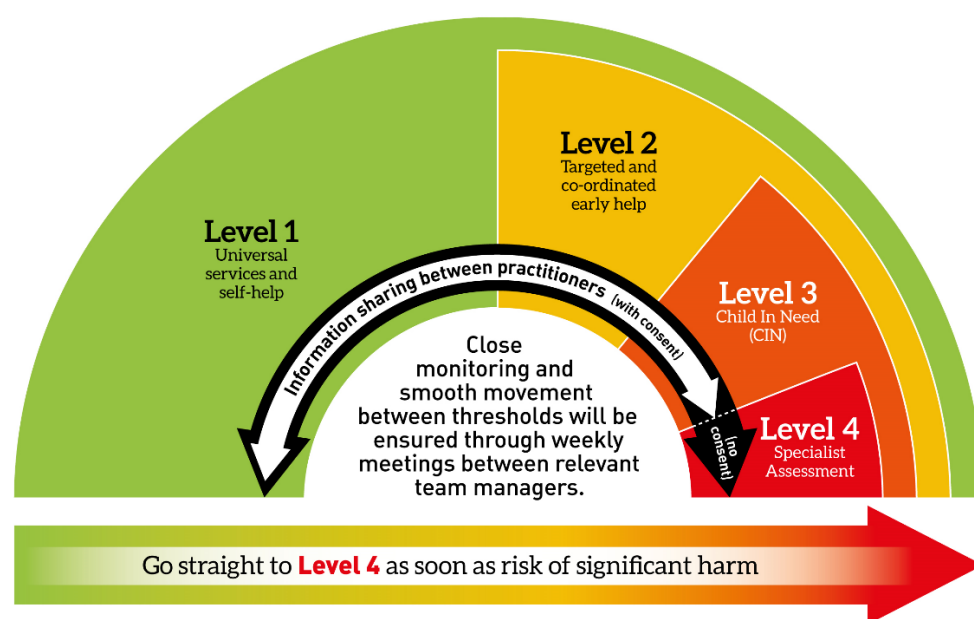 Level 1
Universal
services and
self-help
Level 2
Targeted and
co-ordinated
early help
Level 3
Child In Need
(CIN)
Level 4
Specialist
Assessment
Information sharing between practitioners (with consent)
(no
consent)
Close
monitoring and
smooth movement
between thresholds will be
ensured through weekly
meetings between relevant
team managers.
Go straight to Level 4 as soon as risk of significant harm